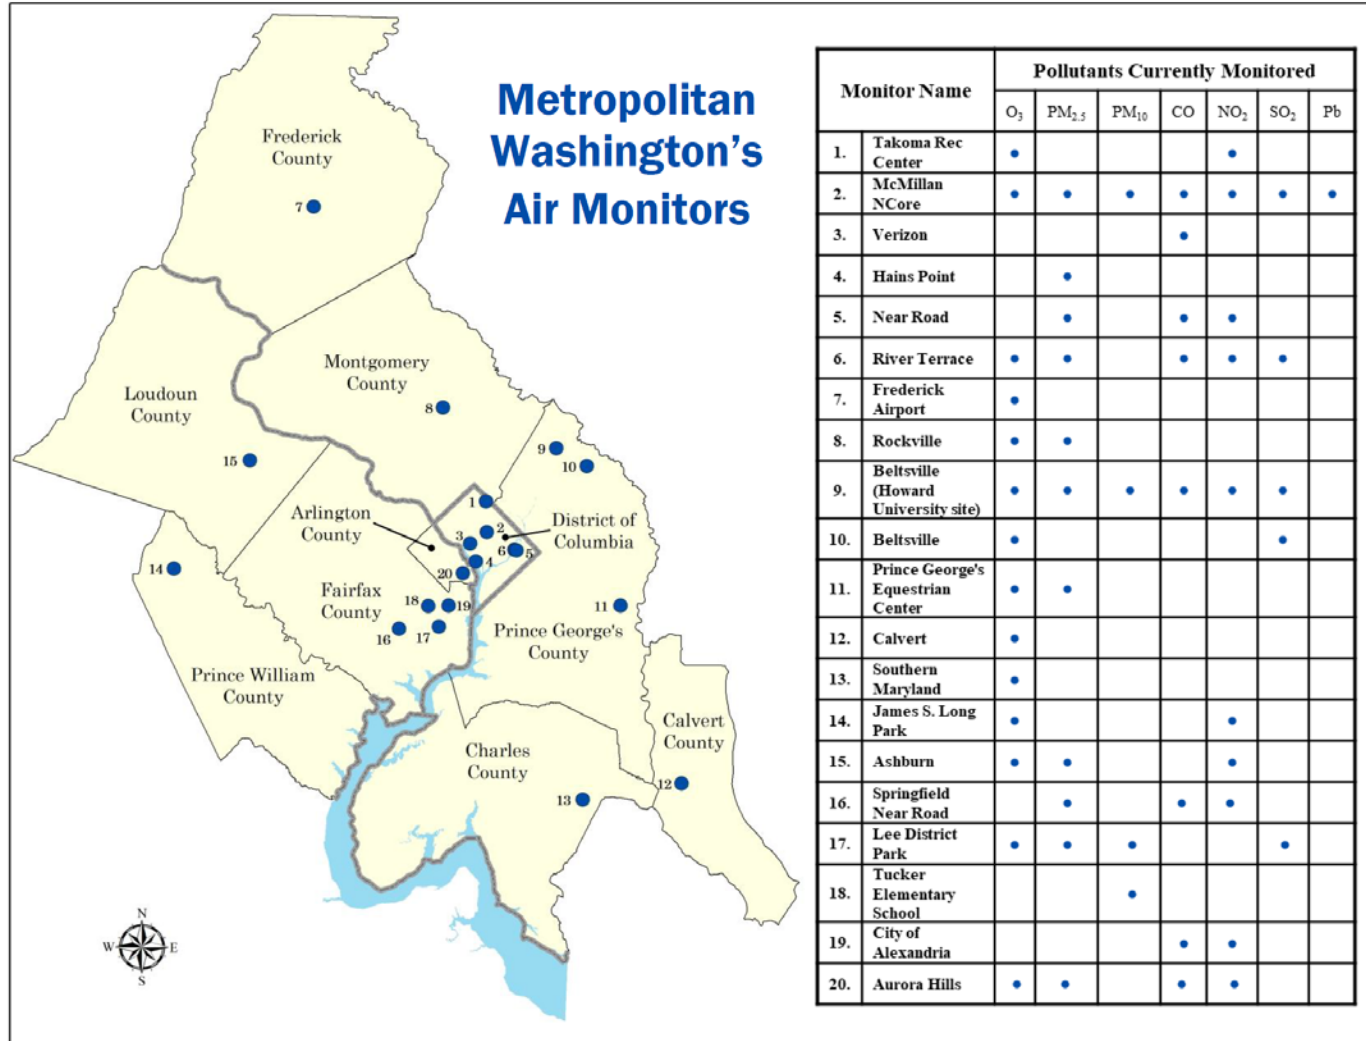 Metropolitan
Washington's
Air Monitors
Frederick
County
7
Montgomery
County
8
Loudoun
County
15
9
10
1
Arlington
County
2
District of
Columbia
3
6
5
4
20
14
Fairfax
County
18
19
11
16
17
Prince George's
County
Prince William
County
Calvert
County
Charles
County
12
13
N
W
E
S
Monitor Name
Pollutants Currently Monitored
O3 PM2.5 PM10 CO NO2 SO2 Pb
1. Takoma Rec
Center
2. McMillan
NCore
3. Verizon
4. Hains Point
5. Near Road
6. River Terrace
7. Frederick
Airport
8. Rockville
9. Beltsville
(Howard
University site)
10. Beltsville
11. Prince George's
Equestrian
Center
12. Calvert
13. Southern
Maryland
14. James S. Long
Park
15. Ashburn
16. Springfield
Near Road
17. Lee District
Park
18. Tucker
Elementary
School
19. City of
Alexandria
20. Aurora Hills